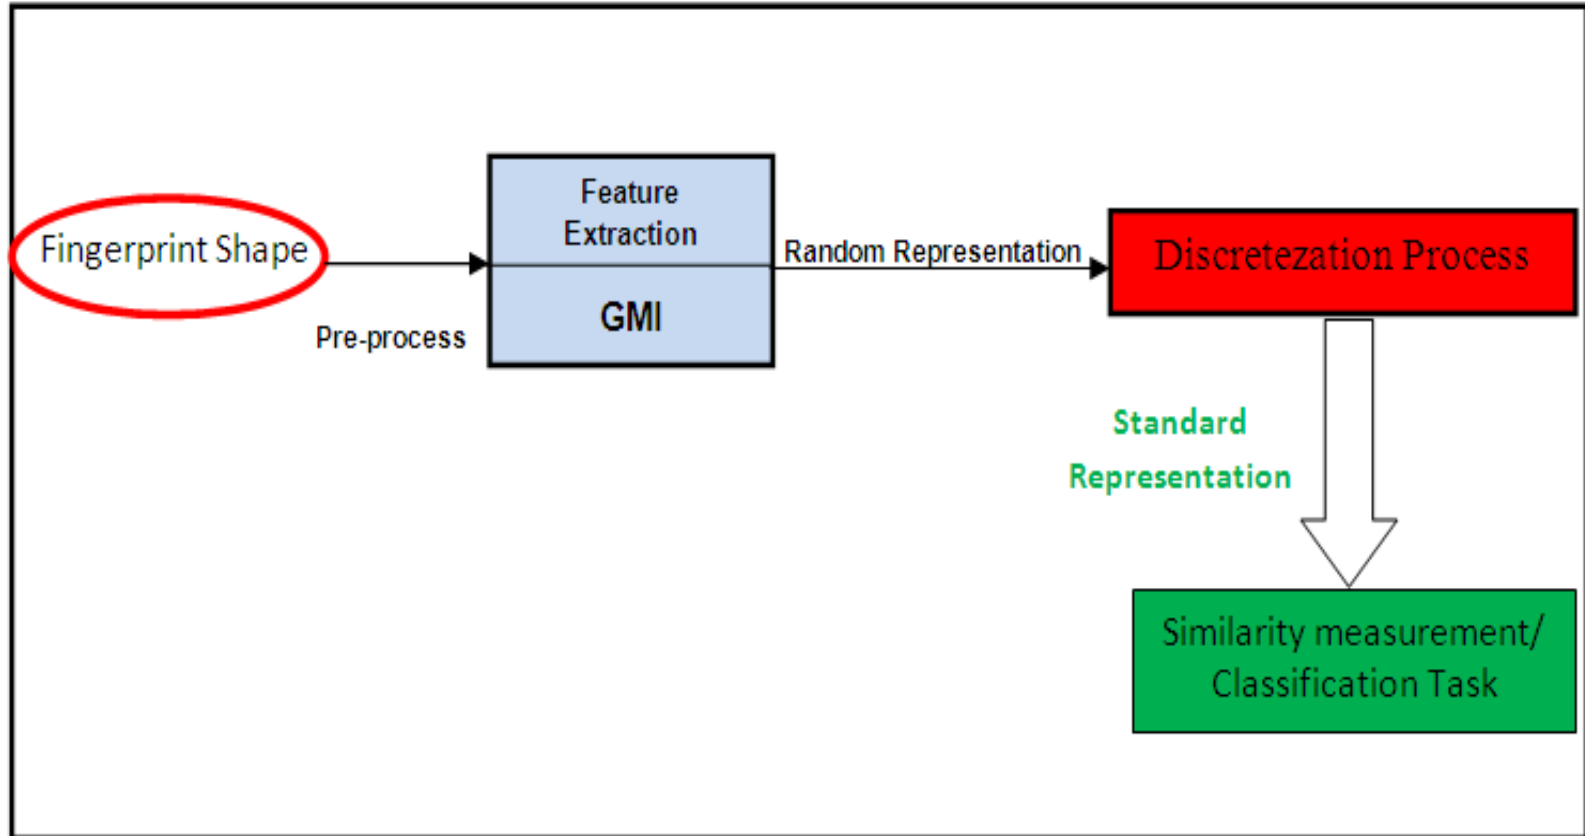 Fingerprint Shape
Pre-process
Feature
Extraction
GMI
Random Representation
Discretezation Process
Standard
Representation
Similarity measurement/
Classification Task